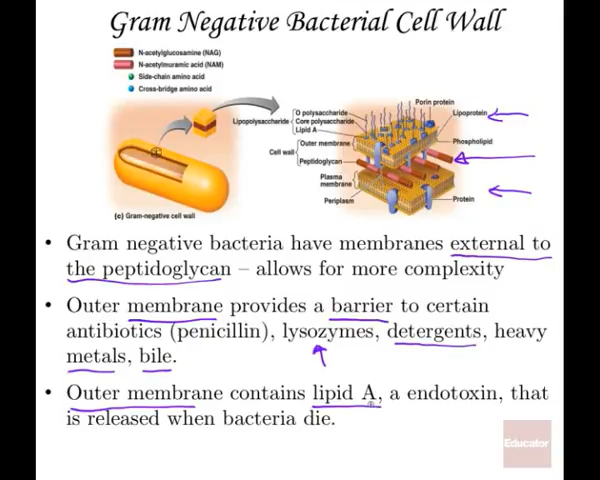 Gram Negative Bacterial Cell Wall
N-acetylglucosamine (NAG)
N-acetylmuramic acid (NAM)
Side-chain amino acid
Cross-bridge amino acid
Porin protein
O polysaccharide
Lipoprotein
Lipopolysaccharide
Core polysaccharide
Lipid A
Outer membrane
Phospholipid
Cell wall
Peptidoglycan
Plasma
membrane
Periplasm
Protein
(c) Gram-negative cell wall
• Gram negative bacteria have membranes external to
the peptidoglycan – allows for more complexity
• Outer membrane provides a barrier to certain
antibiotics (penicillin), lysozymes, detergents, heavy
metals, bile.
• Outer membrane contains lipid A, a endotoxin, that
is released when bacteria die.
Educator